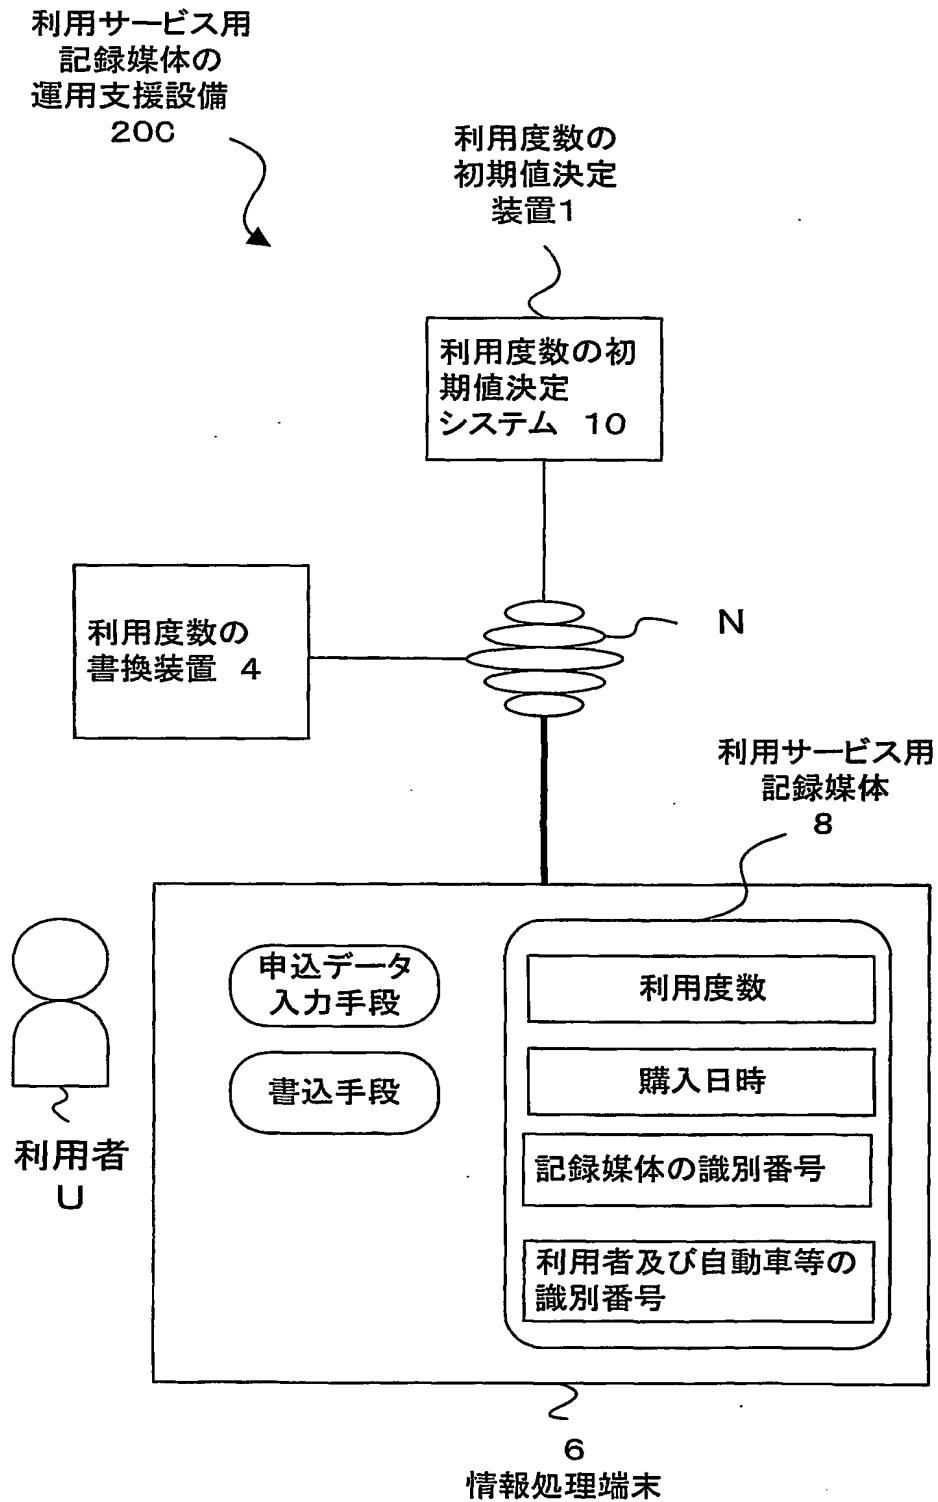 利用サービス用
記録媒体の
運用支援設備
20C
利用度数の
初期値決定
装置1
利用度数の初
期値決定
システム 10
利用度数の
書換装置 4
N
利用サービス用
記録媒体
8
申込データ
入力手段
書込手段
利用度数
購入日時
記録媒体の識別番号
利用者及び自動車等の
識別番号
利用者
U
6
情報処理端末